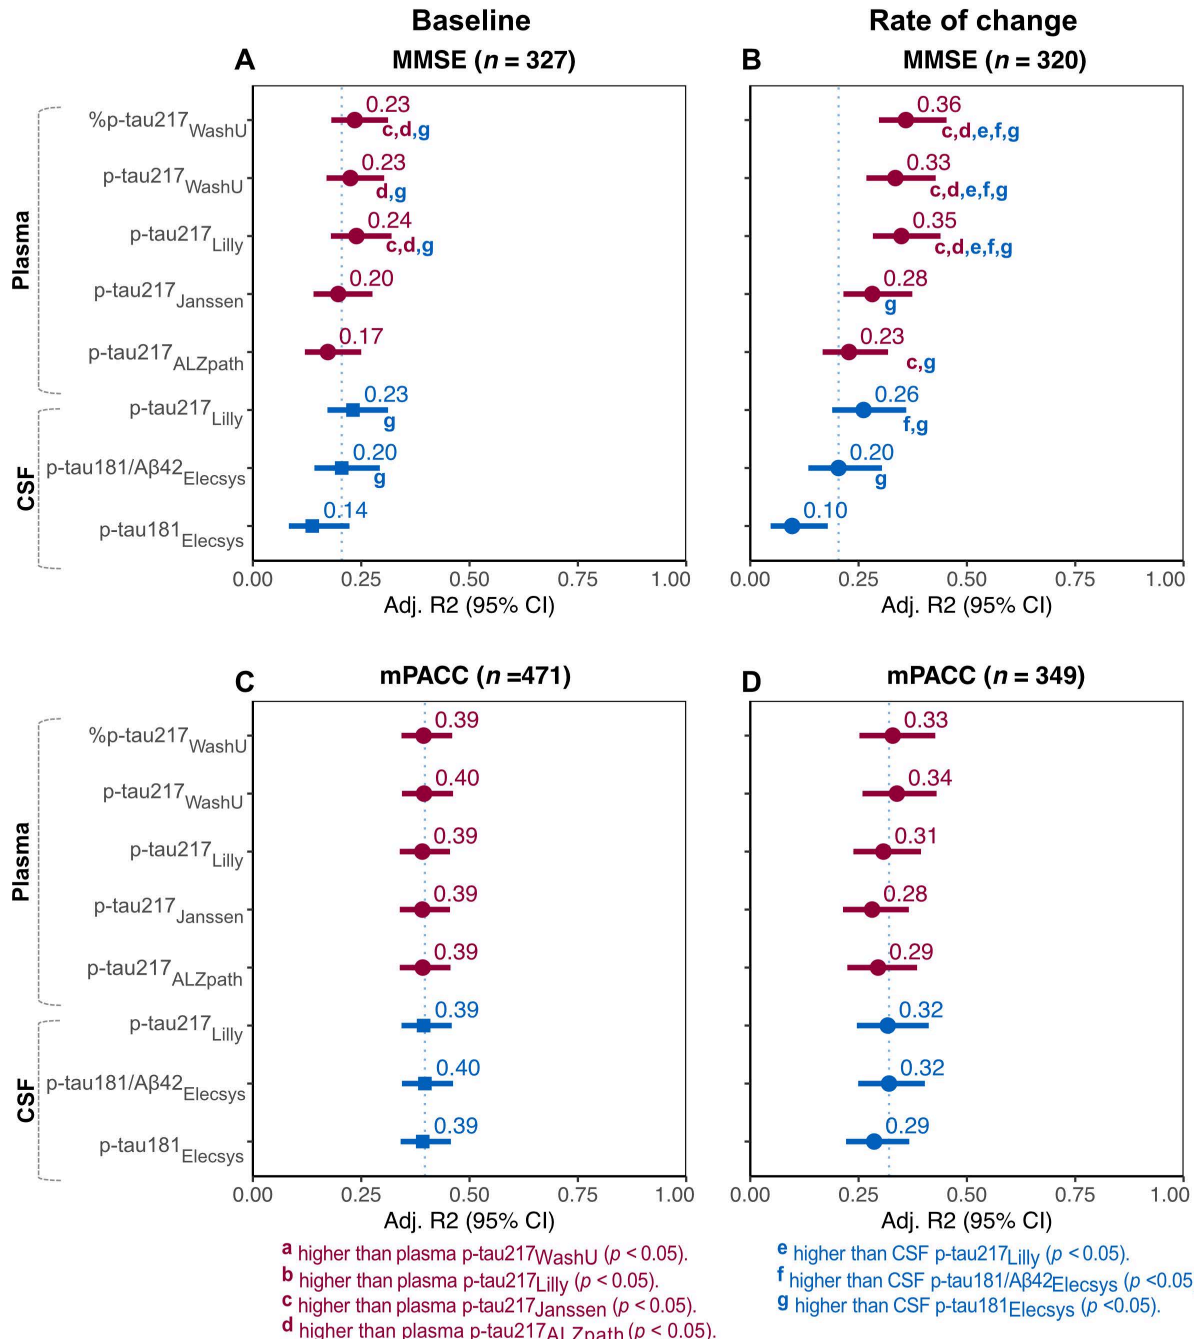 Baseline
Rate of change
A
MMSE (n = 327)
Plasma
CSF
%p-tau217WashU
0.23
c,d,g
p-tau217WashU
0.23
d,g
p-tau217Lilly
0.24
c,d,g
p-tau217Janssen
0.20
p-tau217ALZpath
0.17
p-tau217Lilly
0.23
g
p-tau181/Aβ42Elecsys
0.20
g
p-tau181Elecsys
0.14
0.00 0.25 0.50 0.75 1.00
Adj. R2 (95% CI)
B
MMSE (n = 320)
0.36
c,d,e,f,g
0.33
c,d,e,f,g
0.35
c,d,e,f,g
0.28
g
0.23
c,g
0.26
f,g
0.20
g
0.10
0.00 0.25 0.50 0.75 1.00
Adj. R2 (95% CI)
C
mPACC (n =471)
Plasma
CSF
%p-tau217WashU
0.39
p-tau217WashU
0.40
p-tau217Lilly
0.39
p-tau217Janssen
0.39
p-tau217ALZpath
0.39
p-tau217Lilly
0.39
p-tau181/Aβ42Elecsys
0.40
p-tau181Elecsys
0.39
0.00 0.25 0.50 0.75 1.00
Adj. R2 (95% CI)
D
mPACC (n = 349)
0.33
0.34
0.31
0.28
0.29
0.32
0.32
0.29
0.00 0.25 0.50 0.75 1.00
Adj. R2 (95% CI)
a higher than plasma p-tau217WashU (p < 0.05).
b higher than plasma p-tau217Lilly (p < 0.05).
c higher than plasma p-tau217Janssen (p < 0.05).
d higher than plasma p-tau217ALZpath (p < 0.05).
e higher than CSF p-tau217Lilly (p < 0.05).
f higher than CSF p-tau181/Aβ42Elecsys (p <0.05
g higher than CSF p-tau181Elecsys (p <0.05).